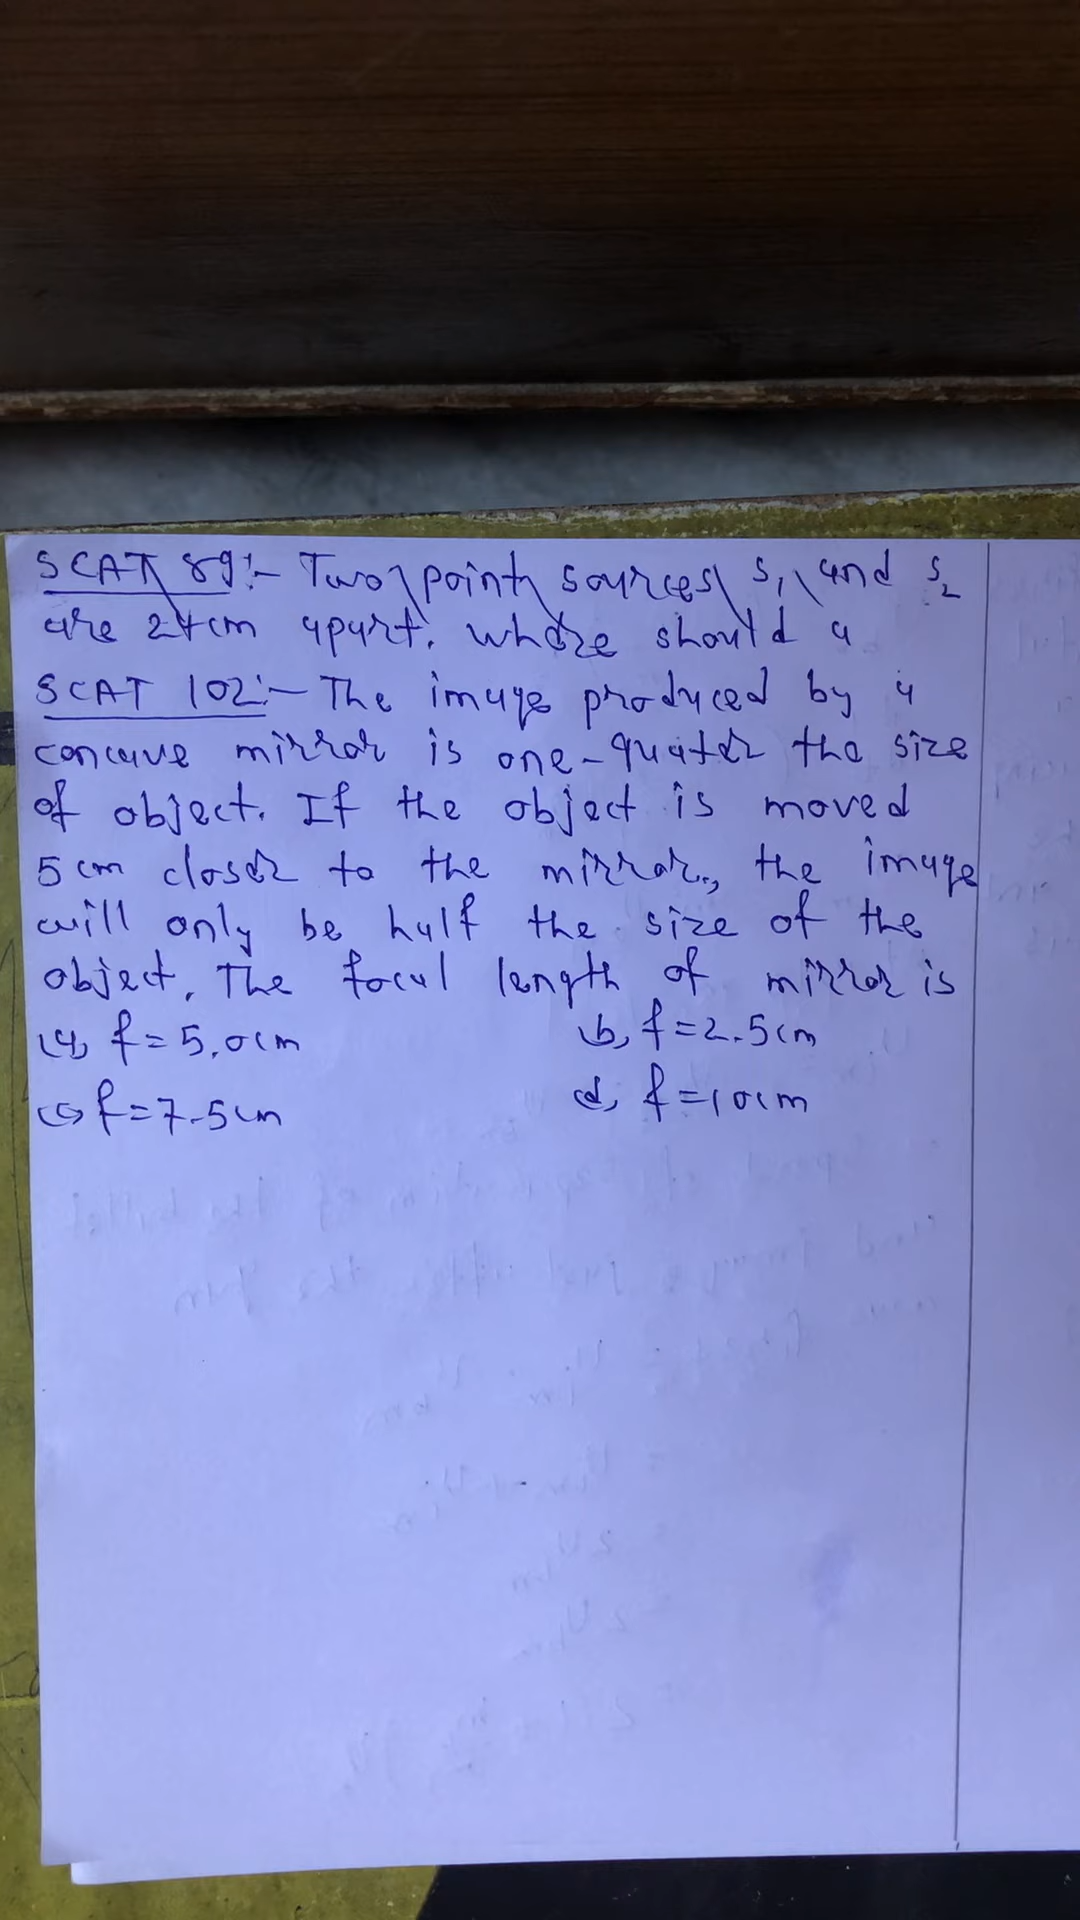 SCAT 89:- Two point sources S₁ and S₂
are 24cm apart. Where should a
SCAT 102:- The image produced by a
concave mirror is one-quater the size
of object. If the object is moved
5cm closer to the mirror, the image
will only be half the size of the
object. The focal length of mirror is
(a) f=5.0cm (b) f=2.5cm
(c) f=7.5cm (d) f=10cm